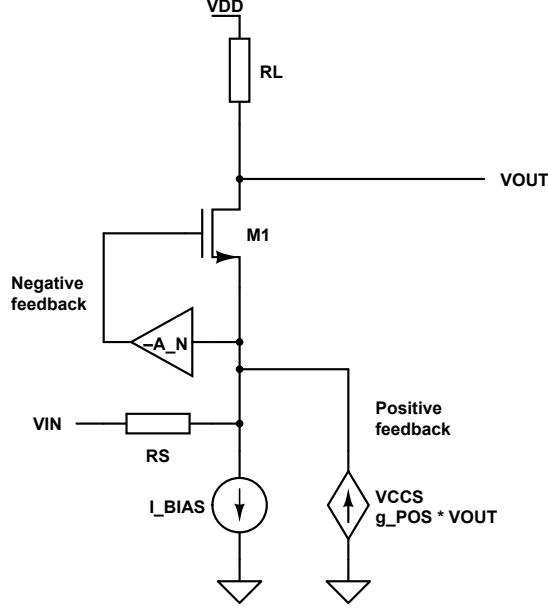 VDD
RL
VOUT
M1
Negative
feedback
–A_N
VIN
RS
Positive
feedback
I_BIAS
VCCS
g_POS * VOUT